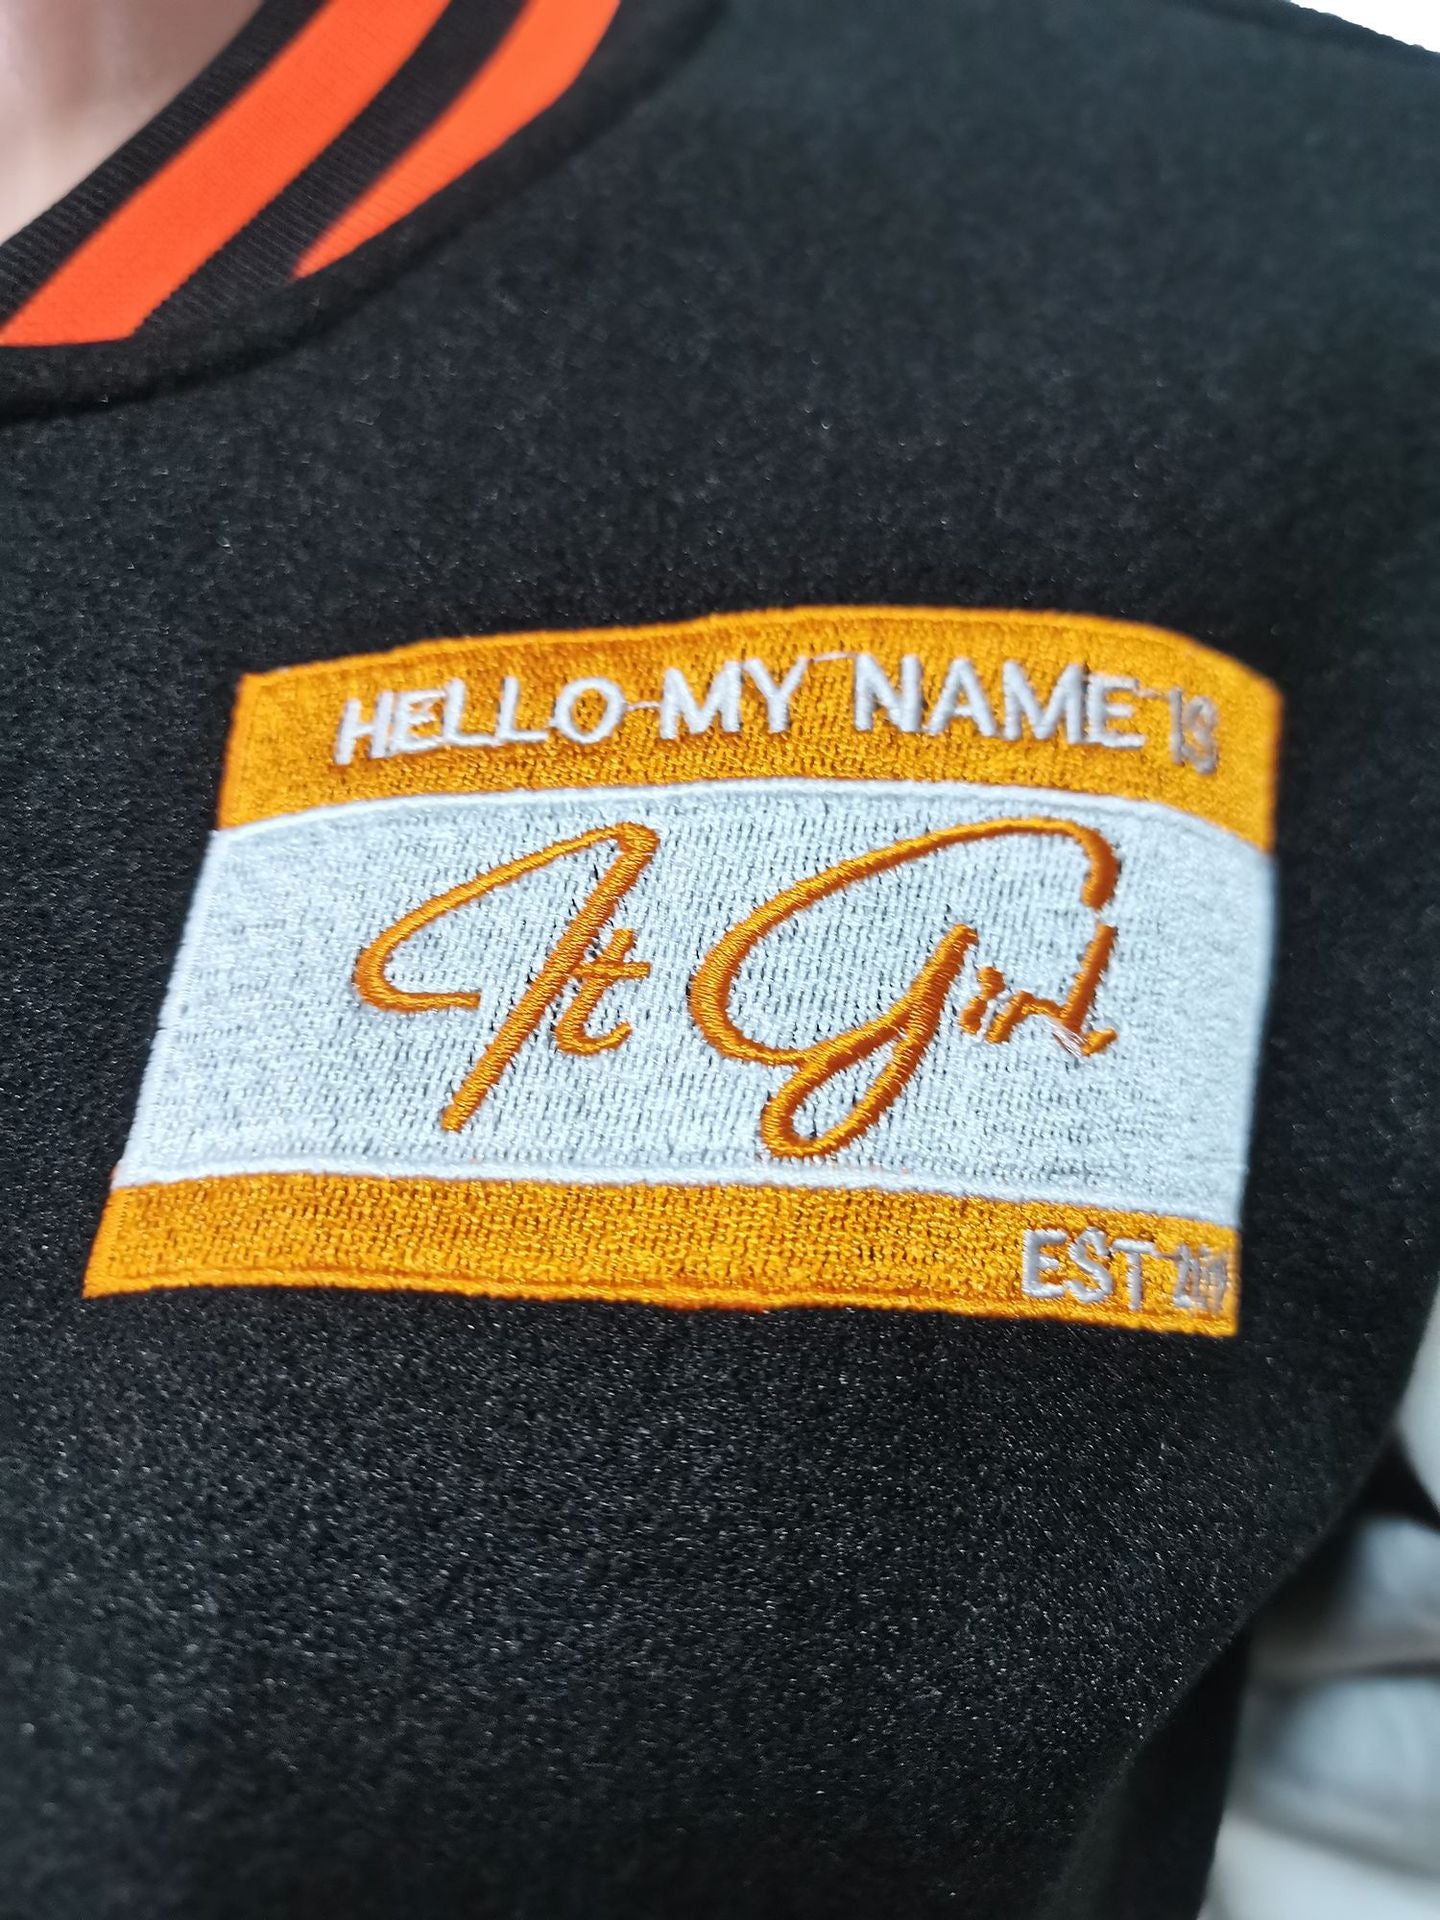 HELLO MY NAME IS
It Girl
EST